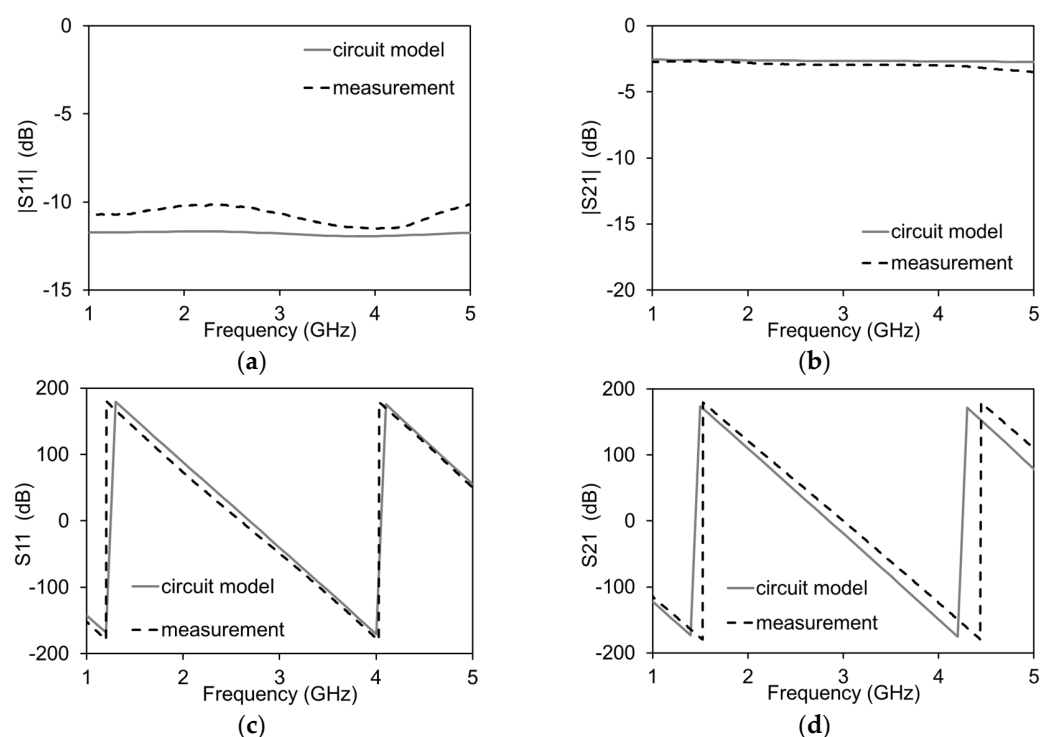 0
-5
-10
-15
|S11| (dB)
circuit model
measurement
1 2 3 4 5
Frequency (GHz)
(a)
0
-5
-10
-15
-20
|S21| (dB)
circuit model
measurement
1 2 3 4 5
Frequency (GHz)
(b)
200
100
0
-100
-200
S11 (dB)
circuit model
measurement
1 2 3 4 5
Frequency (GHz)
(c)
200
100
0
-100
-200
S21 (dB)
circuit model
measurement
1 2 3 4 5
Frequency (GHz)
(d)